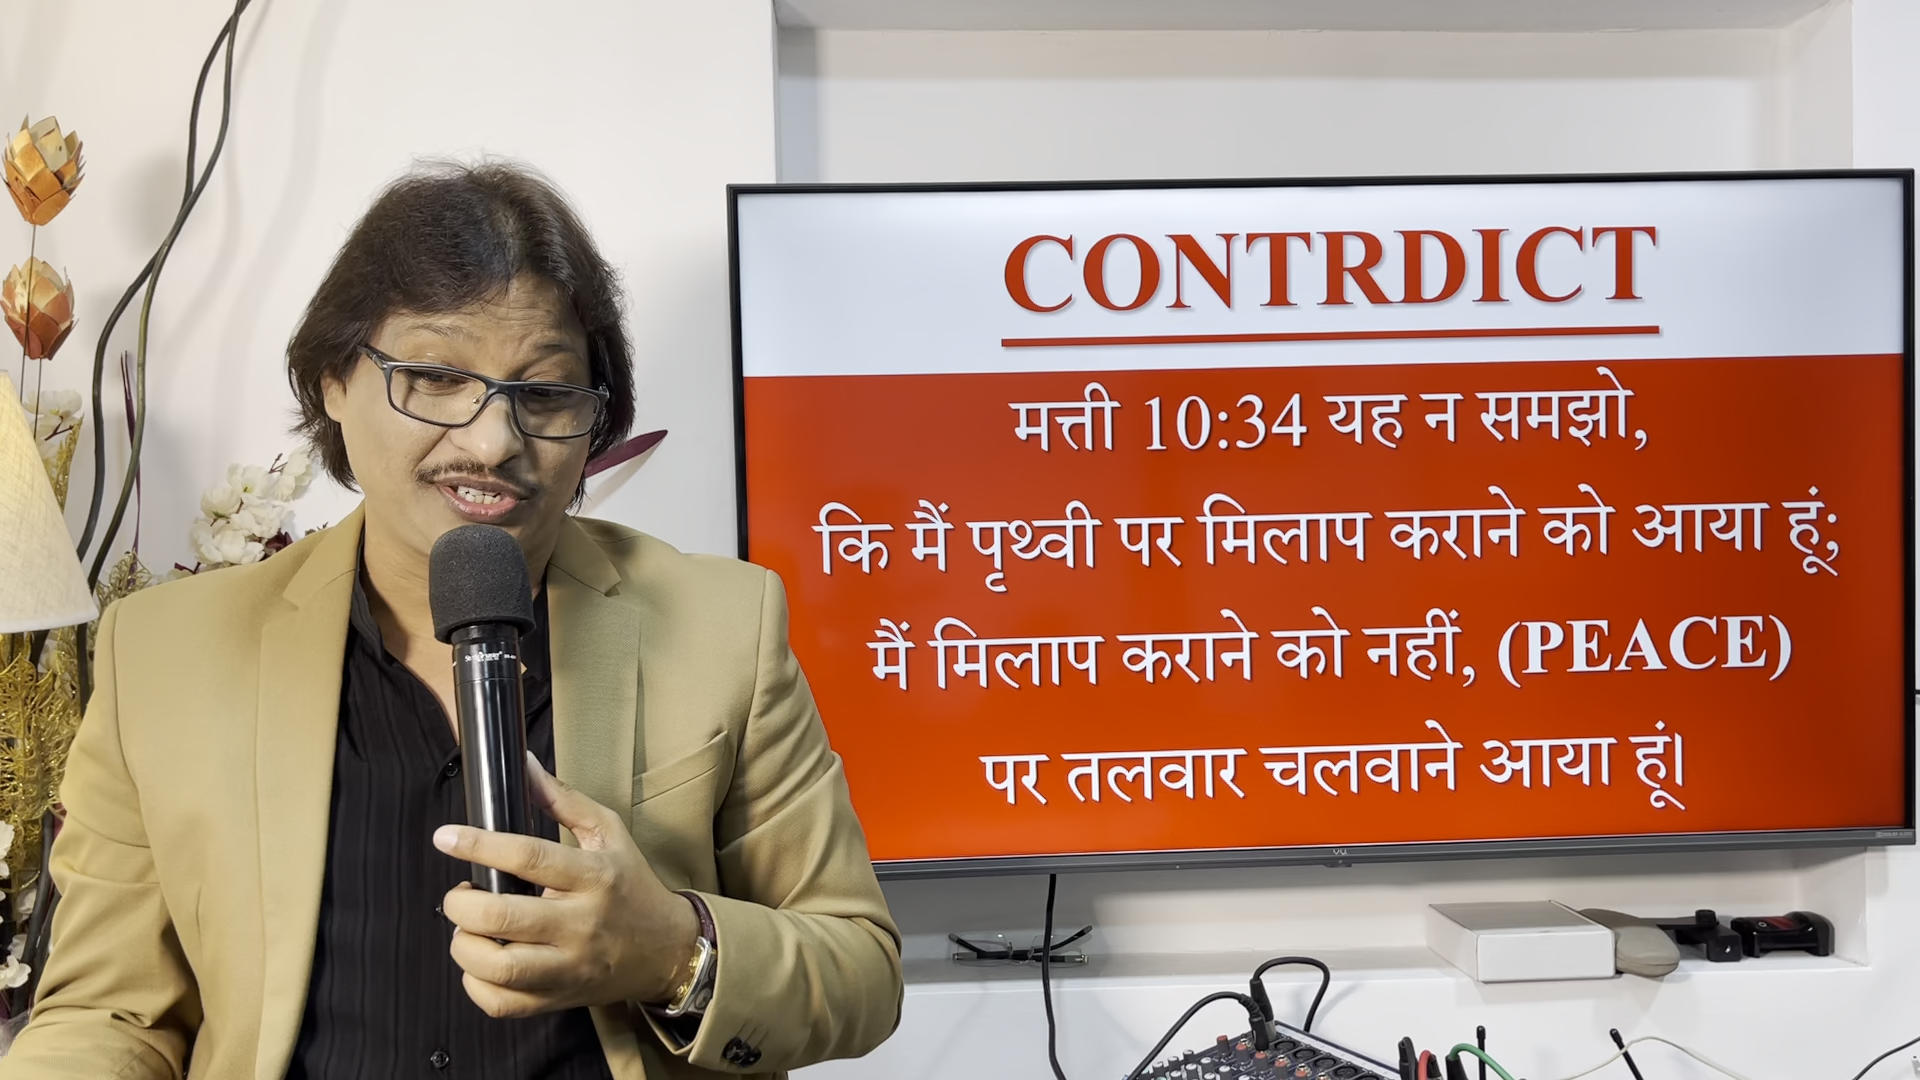 CONTRDICT
मत्ती 10:34 यह न समझो,
कि मैं पृथ्वी पर मिलाप कराने को आया हूं;
मैं मिलाप कराने को नहीं, (PEACE)
पर तलवार चलवाने आया हूं।